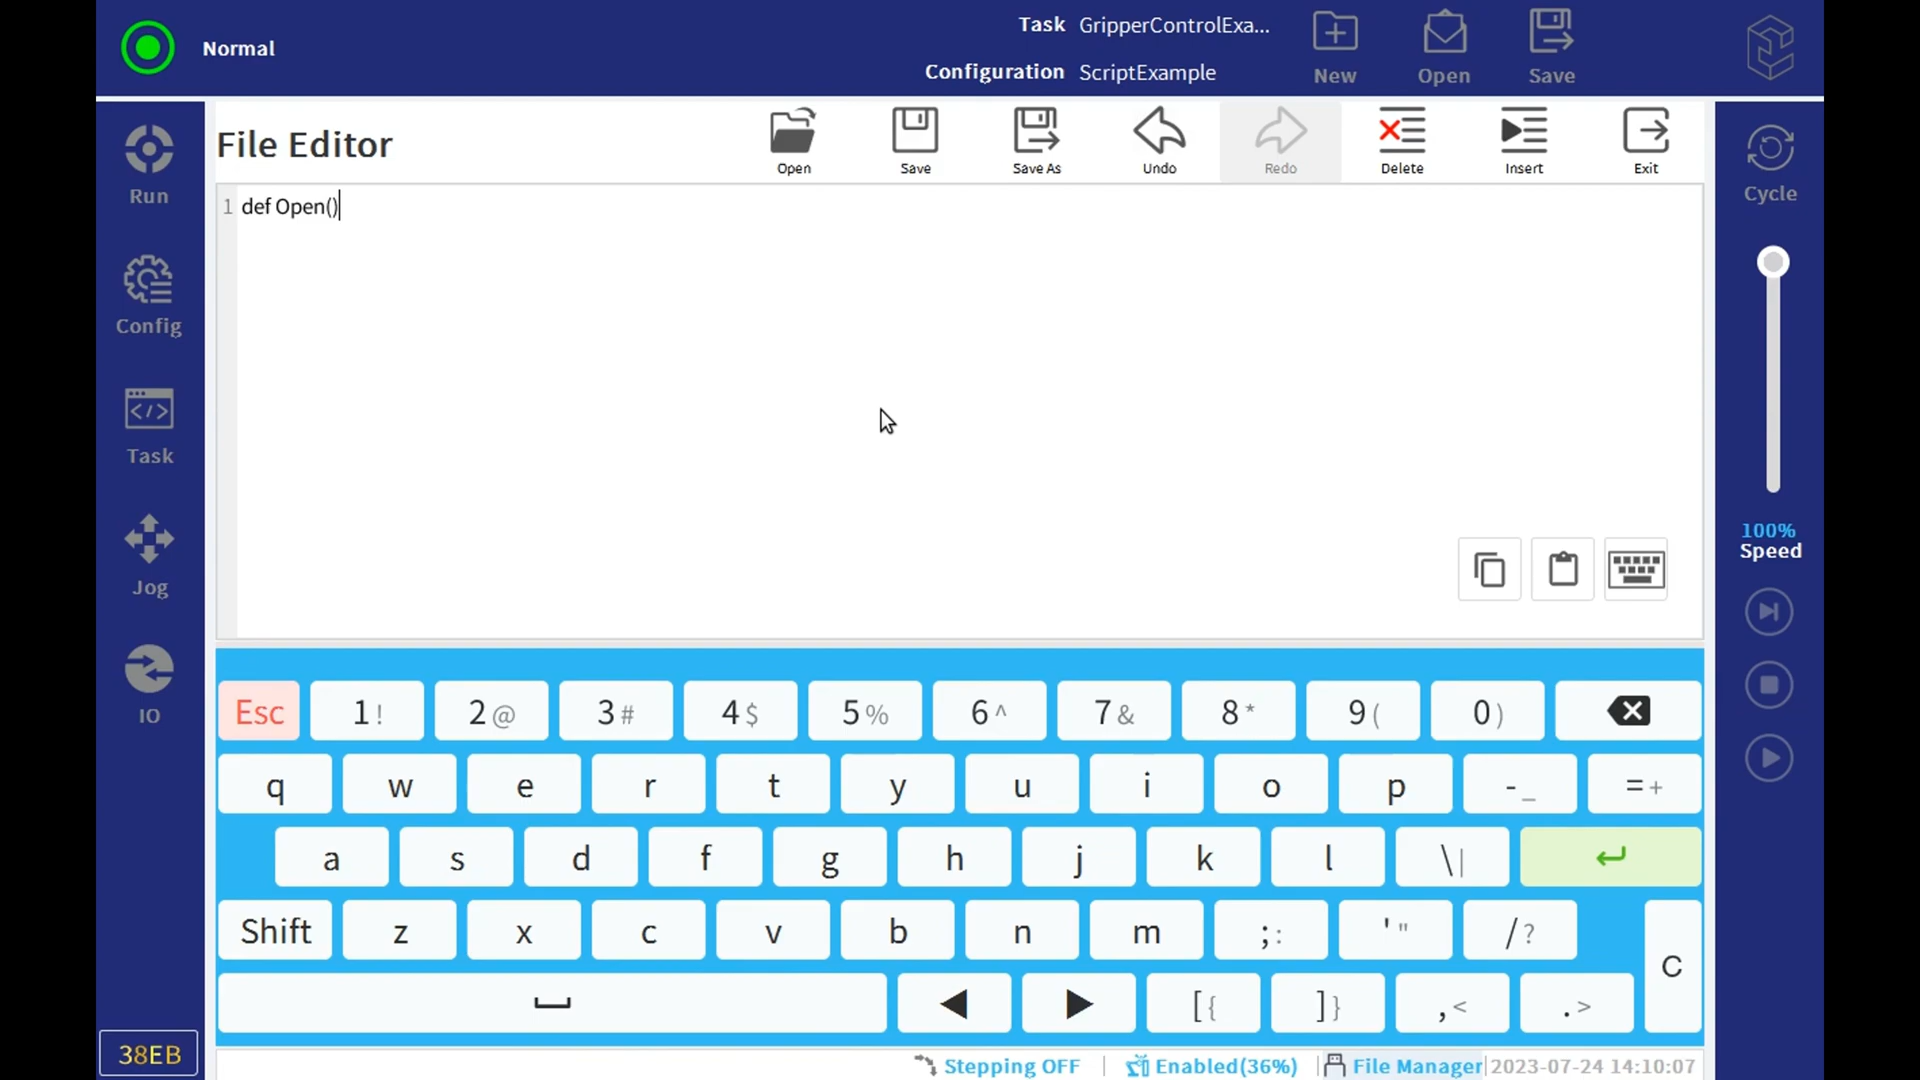 Normal
Task GripperControlExa...
Configuration ScriptExample
New
Open
Save
Run
Config
Task
Jog
IO
38EB
File Editor
Open
Save
Save As
Undo
Redo
Delete
Insert
Exit
1 def Open()
Cycle
100%
Speed
Esc 1 ! 2 @ 3 # 4 $ 5 % 6 ^ 7 & 8 * 9 ( 0 )
q w e r t y u i o p - _ = +
a s d f g h j k l \ |
Shift z x c v b n m ; : ' " / ?
[ { ] } , < . > C
Stepping OFF | Enabled(36%) | File Manager | 2023-07-24 14:10:07